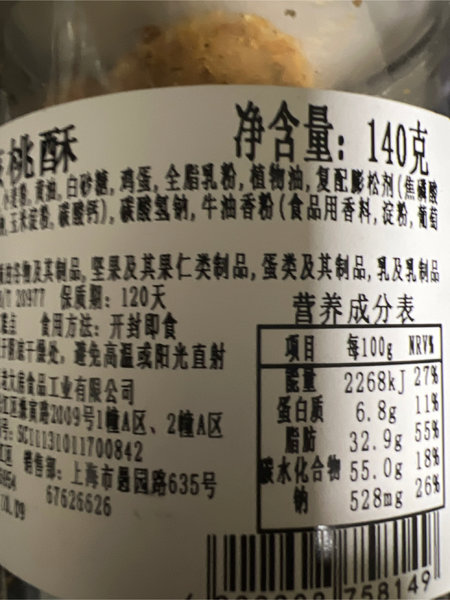 桃酥
净含量：140克
小麦粉,黄油,白砂糖,鸡蛋,全脂乳粉,植物油,复配膨松剂(焦磷酸
玉米淀粉,碳酸钙),碳酸氢钠,牛油香粉(食品用香料,淀粉,葡萄
谷物及其制品,坚果及其果仁类制品,蛋类及其制品,乳及乳制品
/T 28977 保质期：120天
食用方法：开封即食
干燥处，避免高温或阳光直射
食品工业有限公司
路2009号1幢A区、2幢A区
SC11131011700842
销售部：上海市愚园路635号
67626626
营养成分表
项目 每100g NRV%
能量 2268kJ 27%
蛋白质 6.8g 11%
脂肪 32.9g 55%
碳水化合物 55.0g 18%
钠 528mg 26%
758149